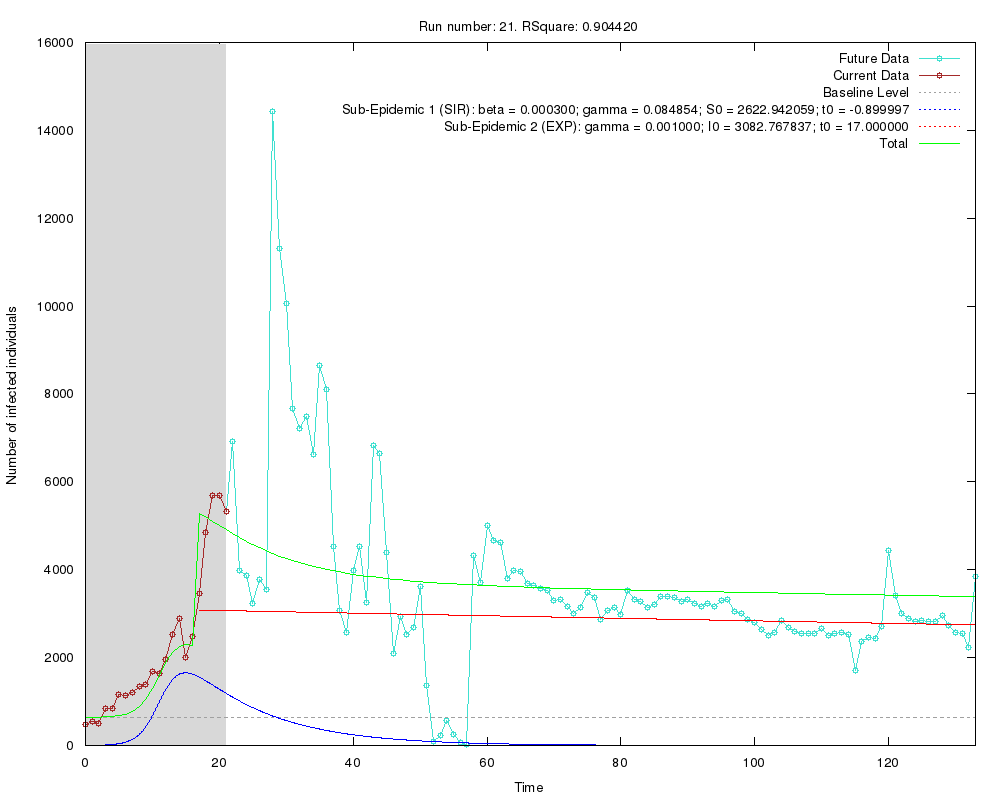 Run number: 21. RSquare: 0.904420
16000
14000
12000
10000
8000
6000
4000
2000
0
Number of infected individuals
Future Data
Current Data
Baseline Level
Sub-Epidemic 1 (SIR): beta = 0.000300; gamma = 0.084854; S0 = 2622.942059; t0 = -0.899997
Sub-Epidemic 2 (EXP): gamma = 0.001000; I0 = 3082.767837; t0 = 17.000000
Total
0 20 40 60 80 100 120
Time